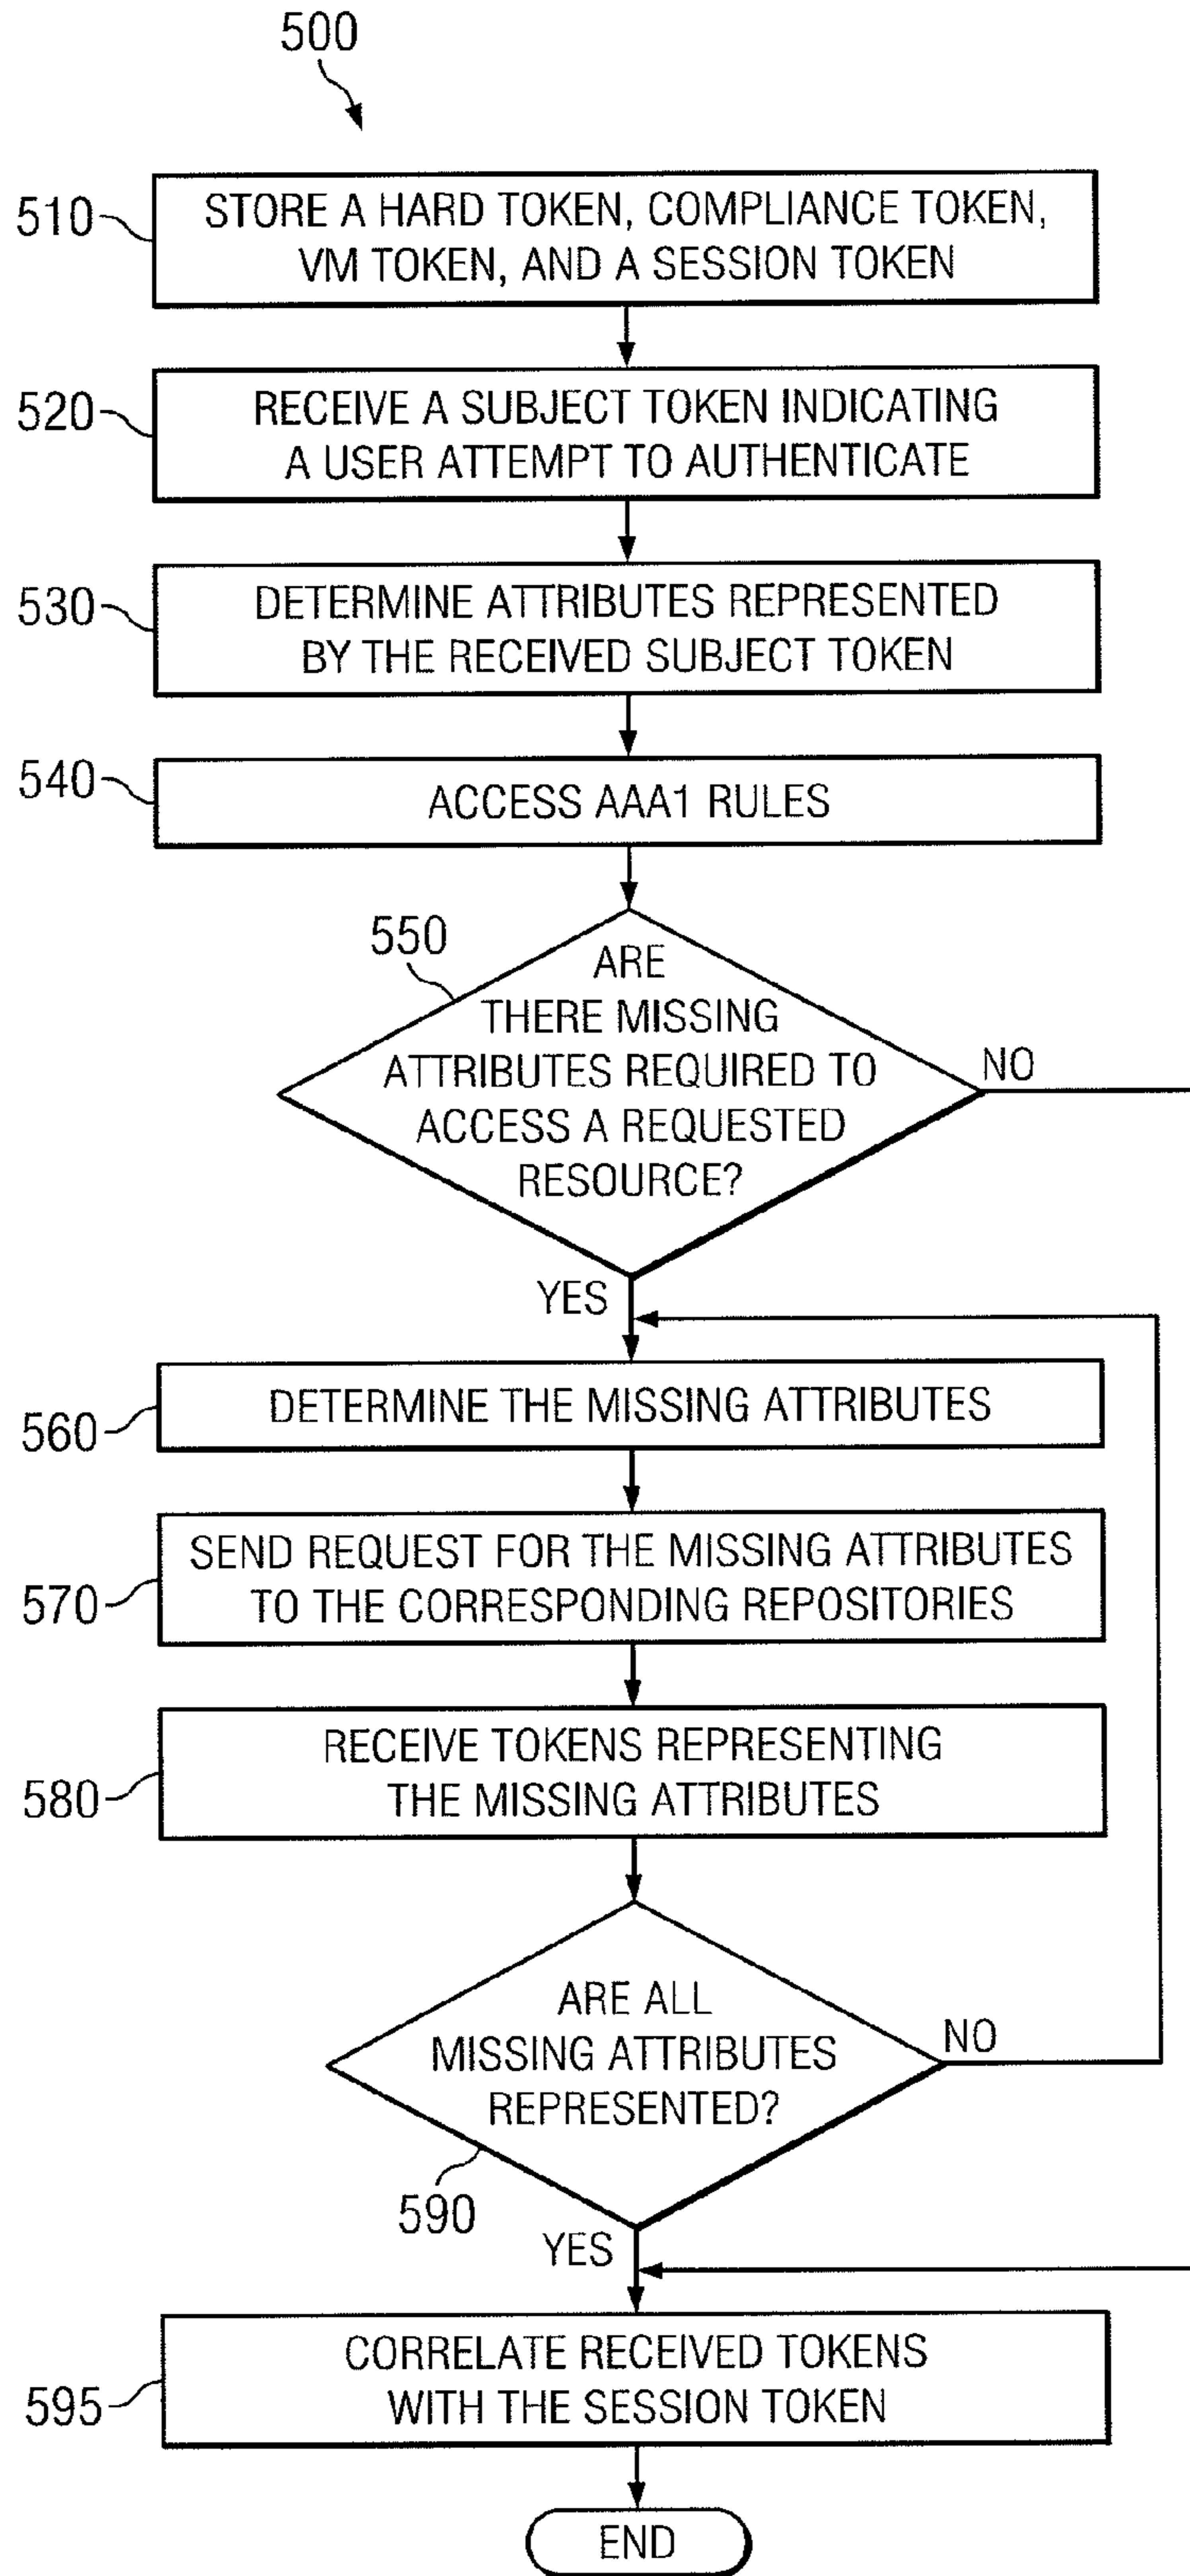 500
510
STORE A HARD TOKEN, COMPLIANCE TOKEN,
VM TOKEN, AND A SESSION TOKEN
520
RECEIVE A SUBJECT TOKEN INDICATING
A USER ATTEMPT TO AUTHENTICATE
530
DETERMINE ATTRIBUTES REPRESENTED
BY THE RECEIVED SUBJECT TOKEN
540
ACCESS AAA1 RULES
550
ARE
THERE MISSING
ATTRIBUTES REQUIRED TO
ACCESS A REQUESTED
RESOURCE?
NO
YES
560
DETERMINE THE MISSING ATTRIBUTES
570
SEND REQUEST FOR THE MISSING ATTRIBUTES
TO THE CORRESPONDING REPOSITORIES
580
RECEIVE TOKENS REPRESENTING
THE MISSING ATTRIBUTES
ARE ALL
MISSING ATTRIBUTES
REPRESENTED?
NO
590
YES
595
CORRELATE RECEIVED TOKENS
WITH THE SESSION TOKEN
END